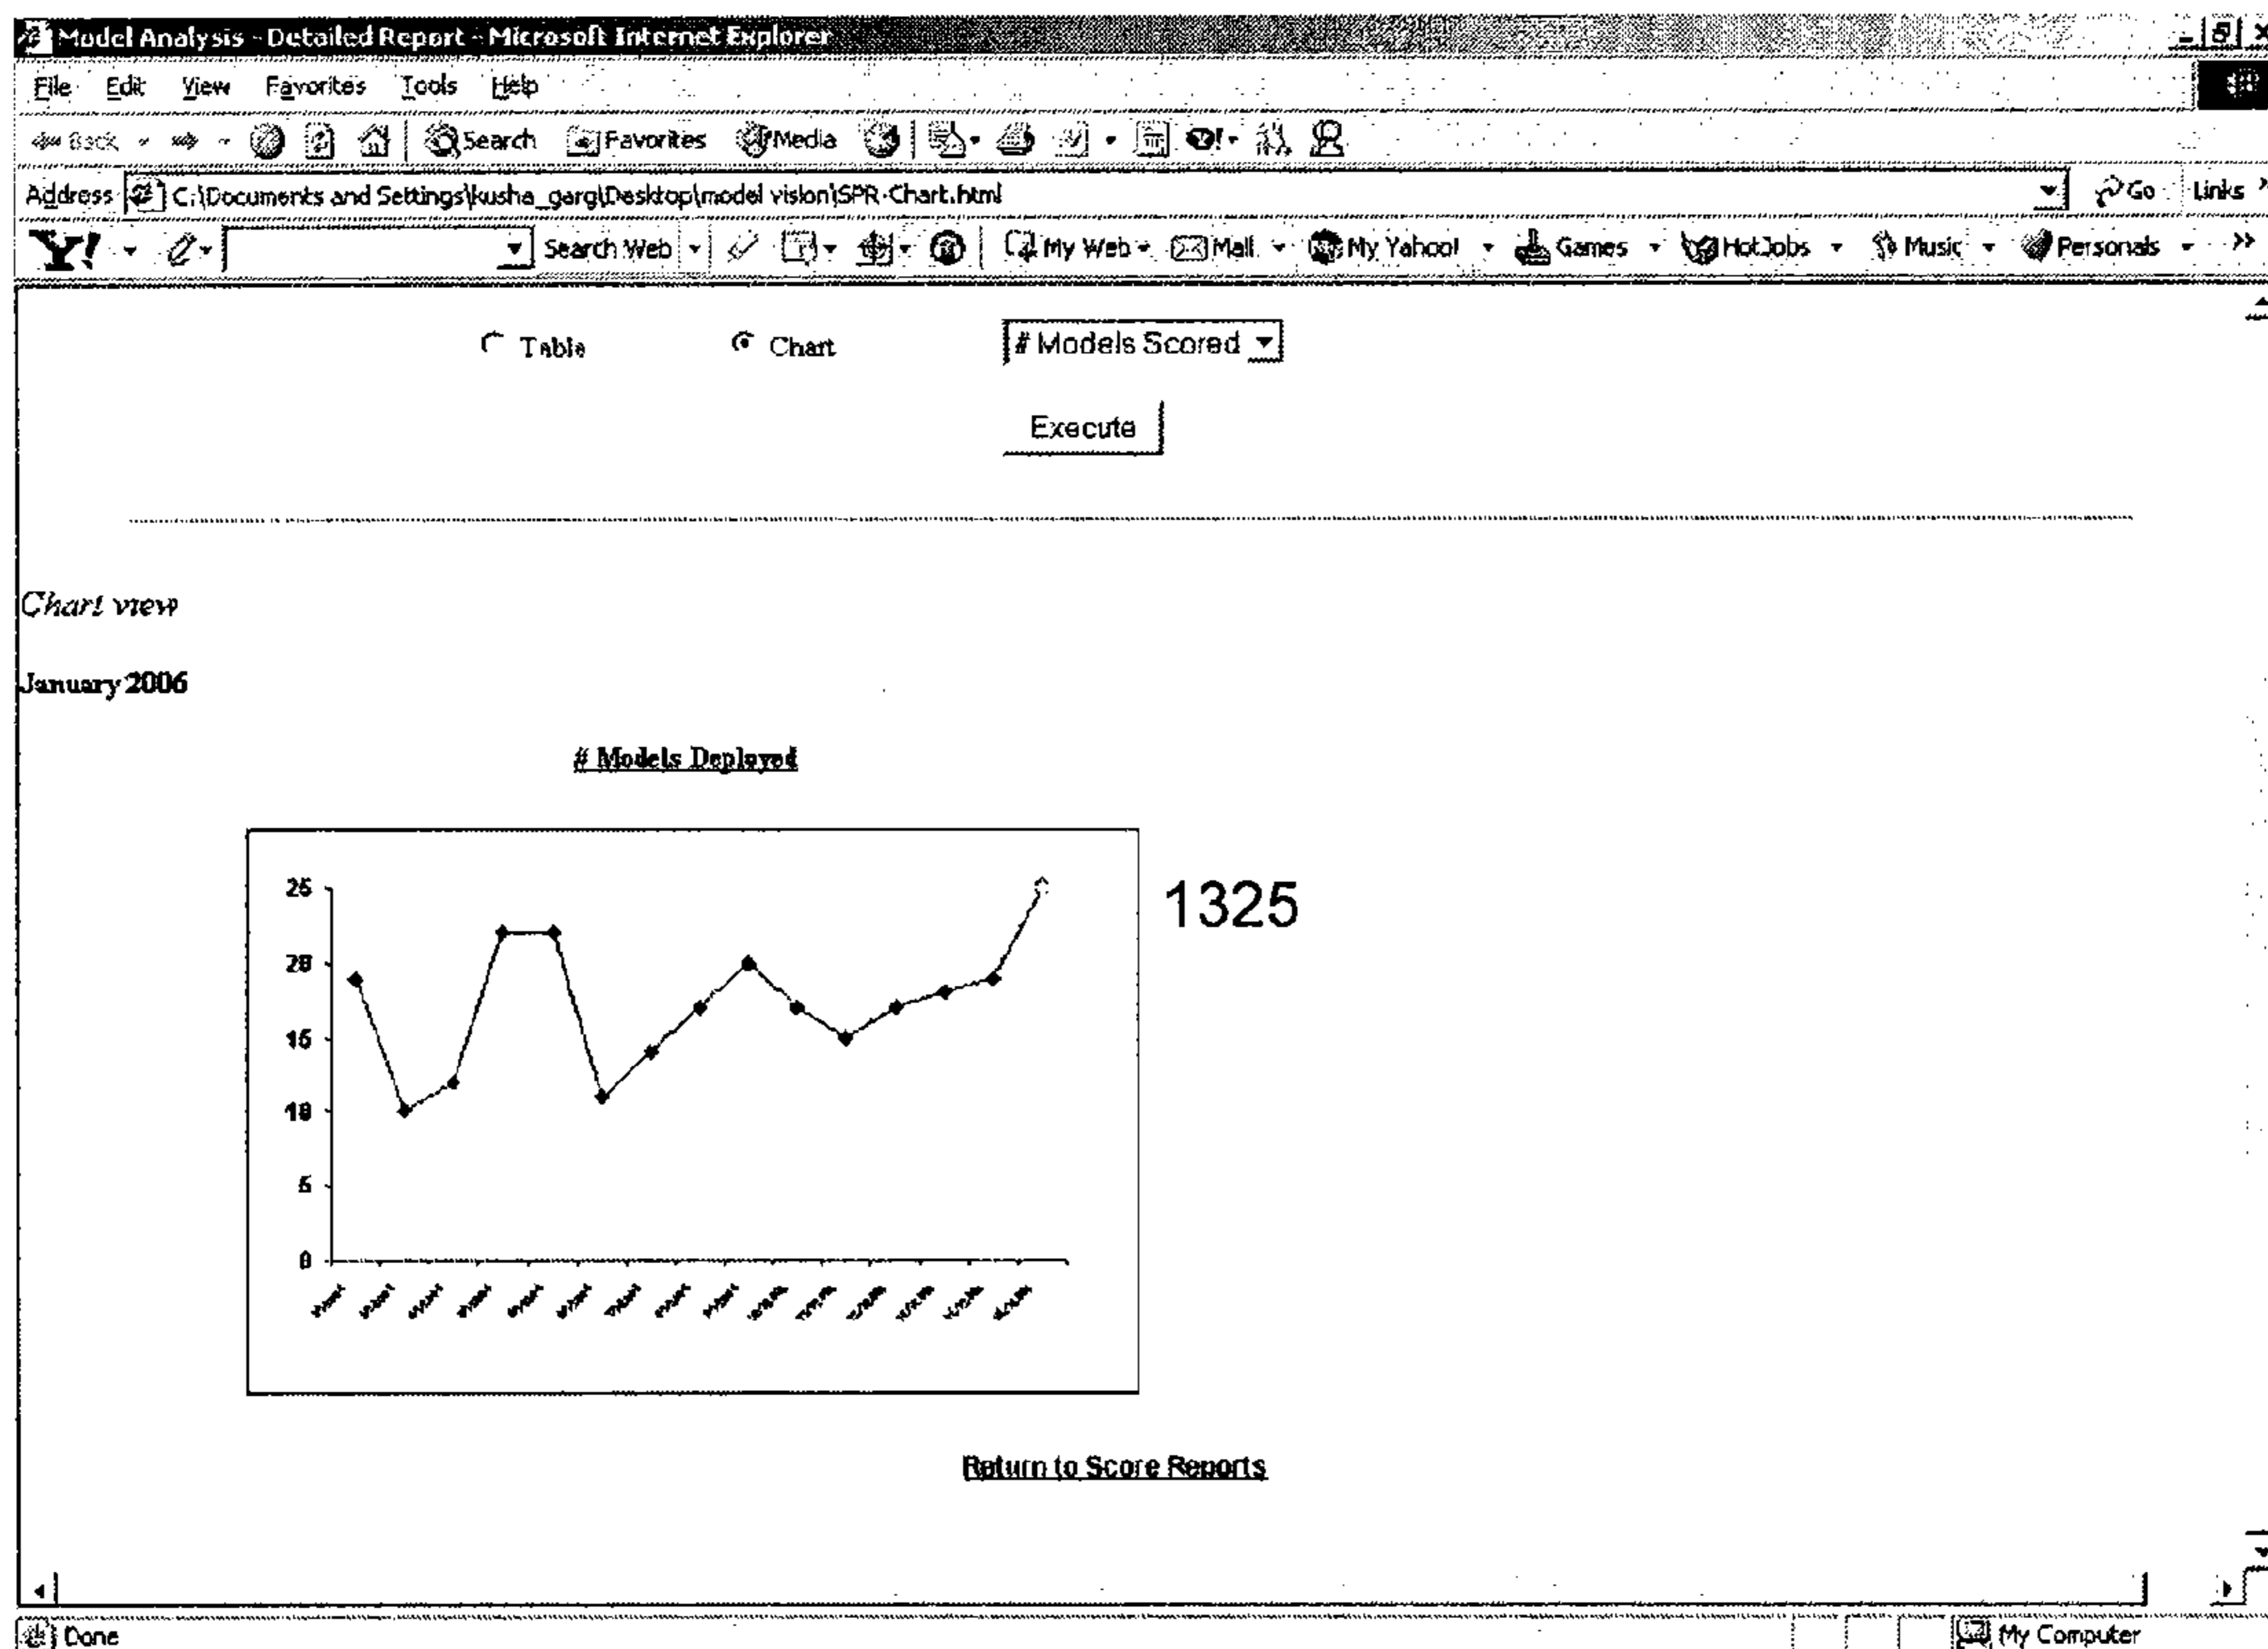 Model Analysis - Detailed Report - Microsoft Internet Explorer
File Edit View Favorites Tools Help
Back Search Favorites Media
Address C:\Documents and Settings\kusha_garg\Desktop\model vision\SPR-Chart.html Go Links »
Y! Search Web My Web Mail My Yahoo! Games HotJobs Music Personals »
Table Chart # Models Scored
Execute
Chart view
January 2006
# Models Deployed
25
1325
20
15
10
5
0
Return to Score Reports
Done My Computer